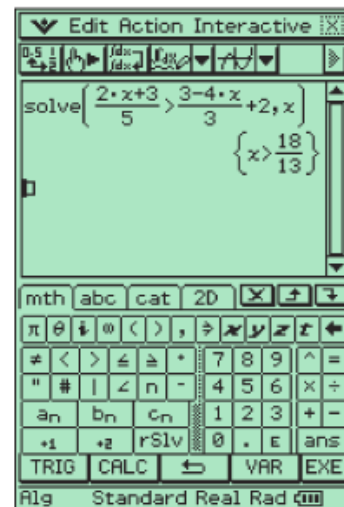 Edit Action Interactive
solve(2·x+3/5>3-4·x/3+2,x)
{x>18/13}
mth abc cat 2D
π θ i ∞ ( ) , ⇒ x y z t ←
≠ < > ≤ ≥ 7 8 9 ^ =
" # | ∠ 4 5 6 × ÷
an bn cn 1 2 3 + -
+1 +2 rSlv 0 . E ans
TRIG CALC VAR EXE
Alg Standard Real Rad